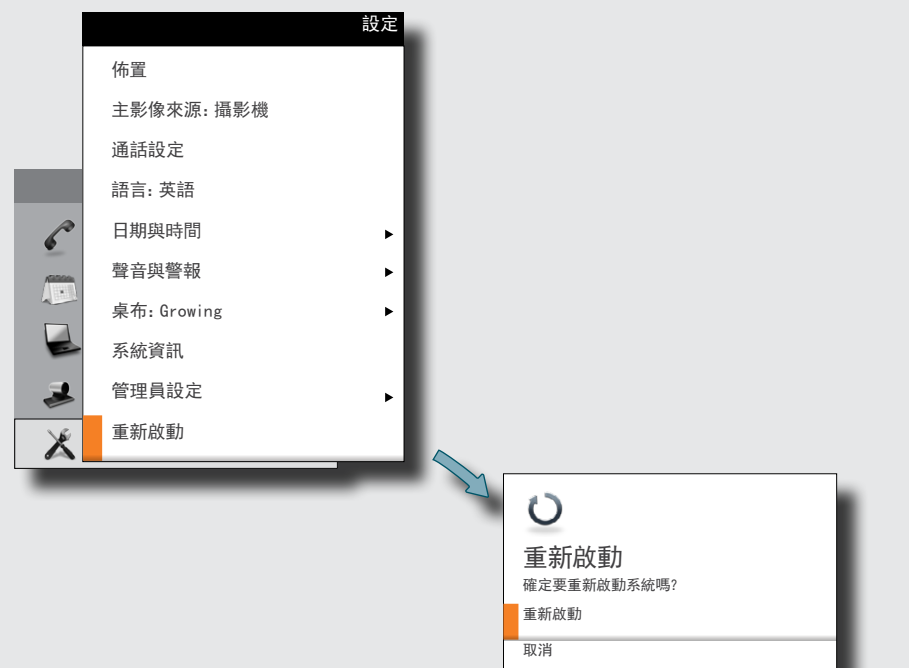 設定
佈置
主影像來源: 攝影機
通話設定
語言: 英語
日期與時間
聲音與警報
桌布: Growing
系統資訊
管理員設定
重新啟動
重新啟動
確定要重新啟動系統嗎?
重新啟動
取消